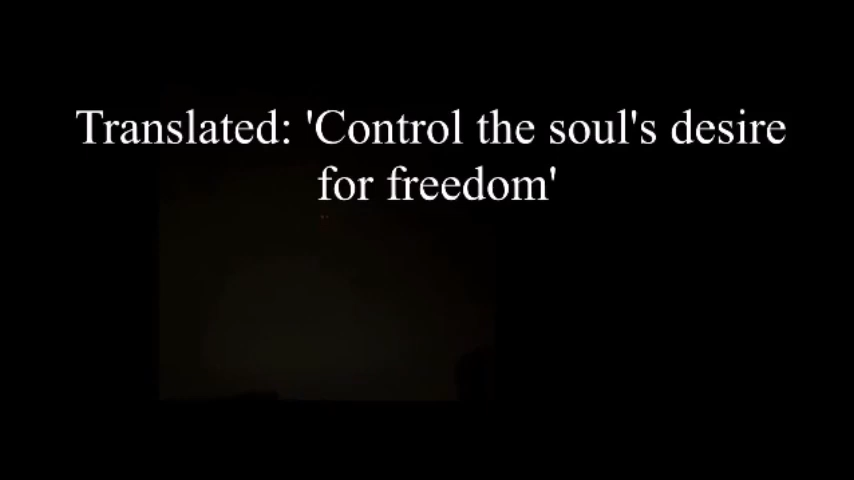 Translated: 'Control the soul's desire
for freedom'